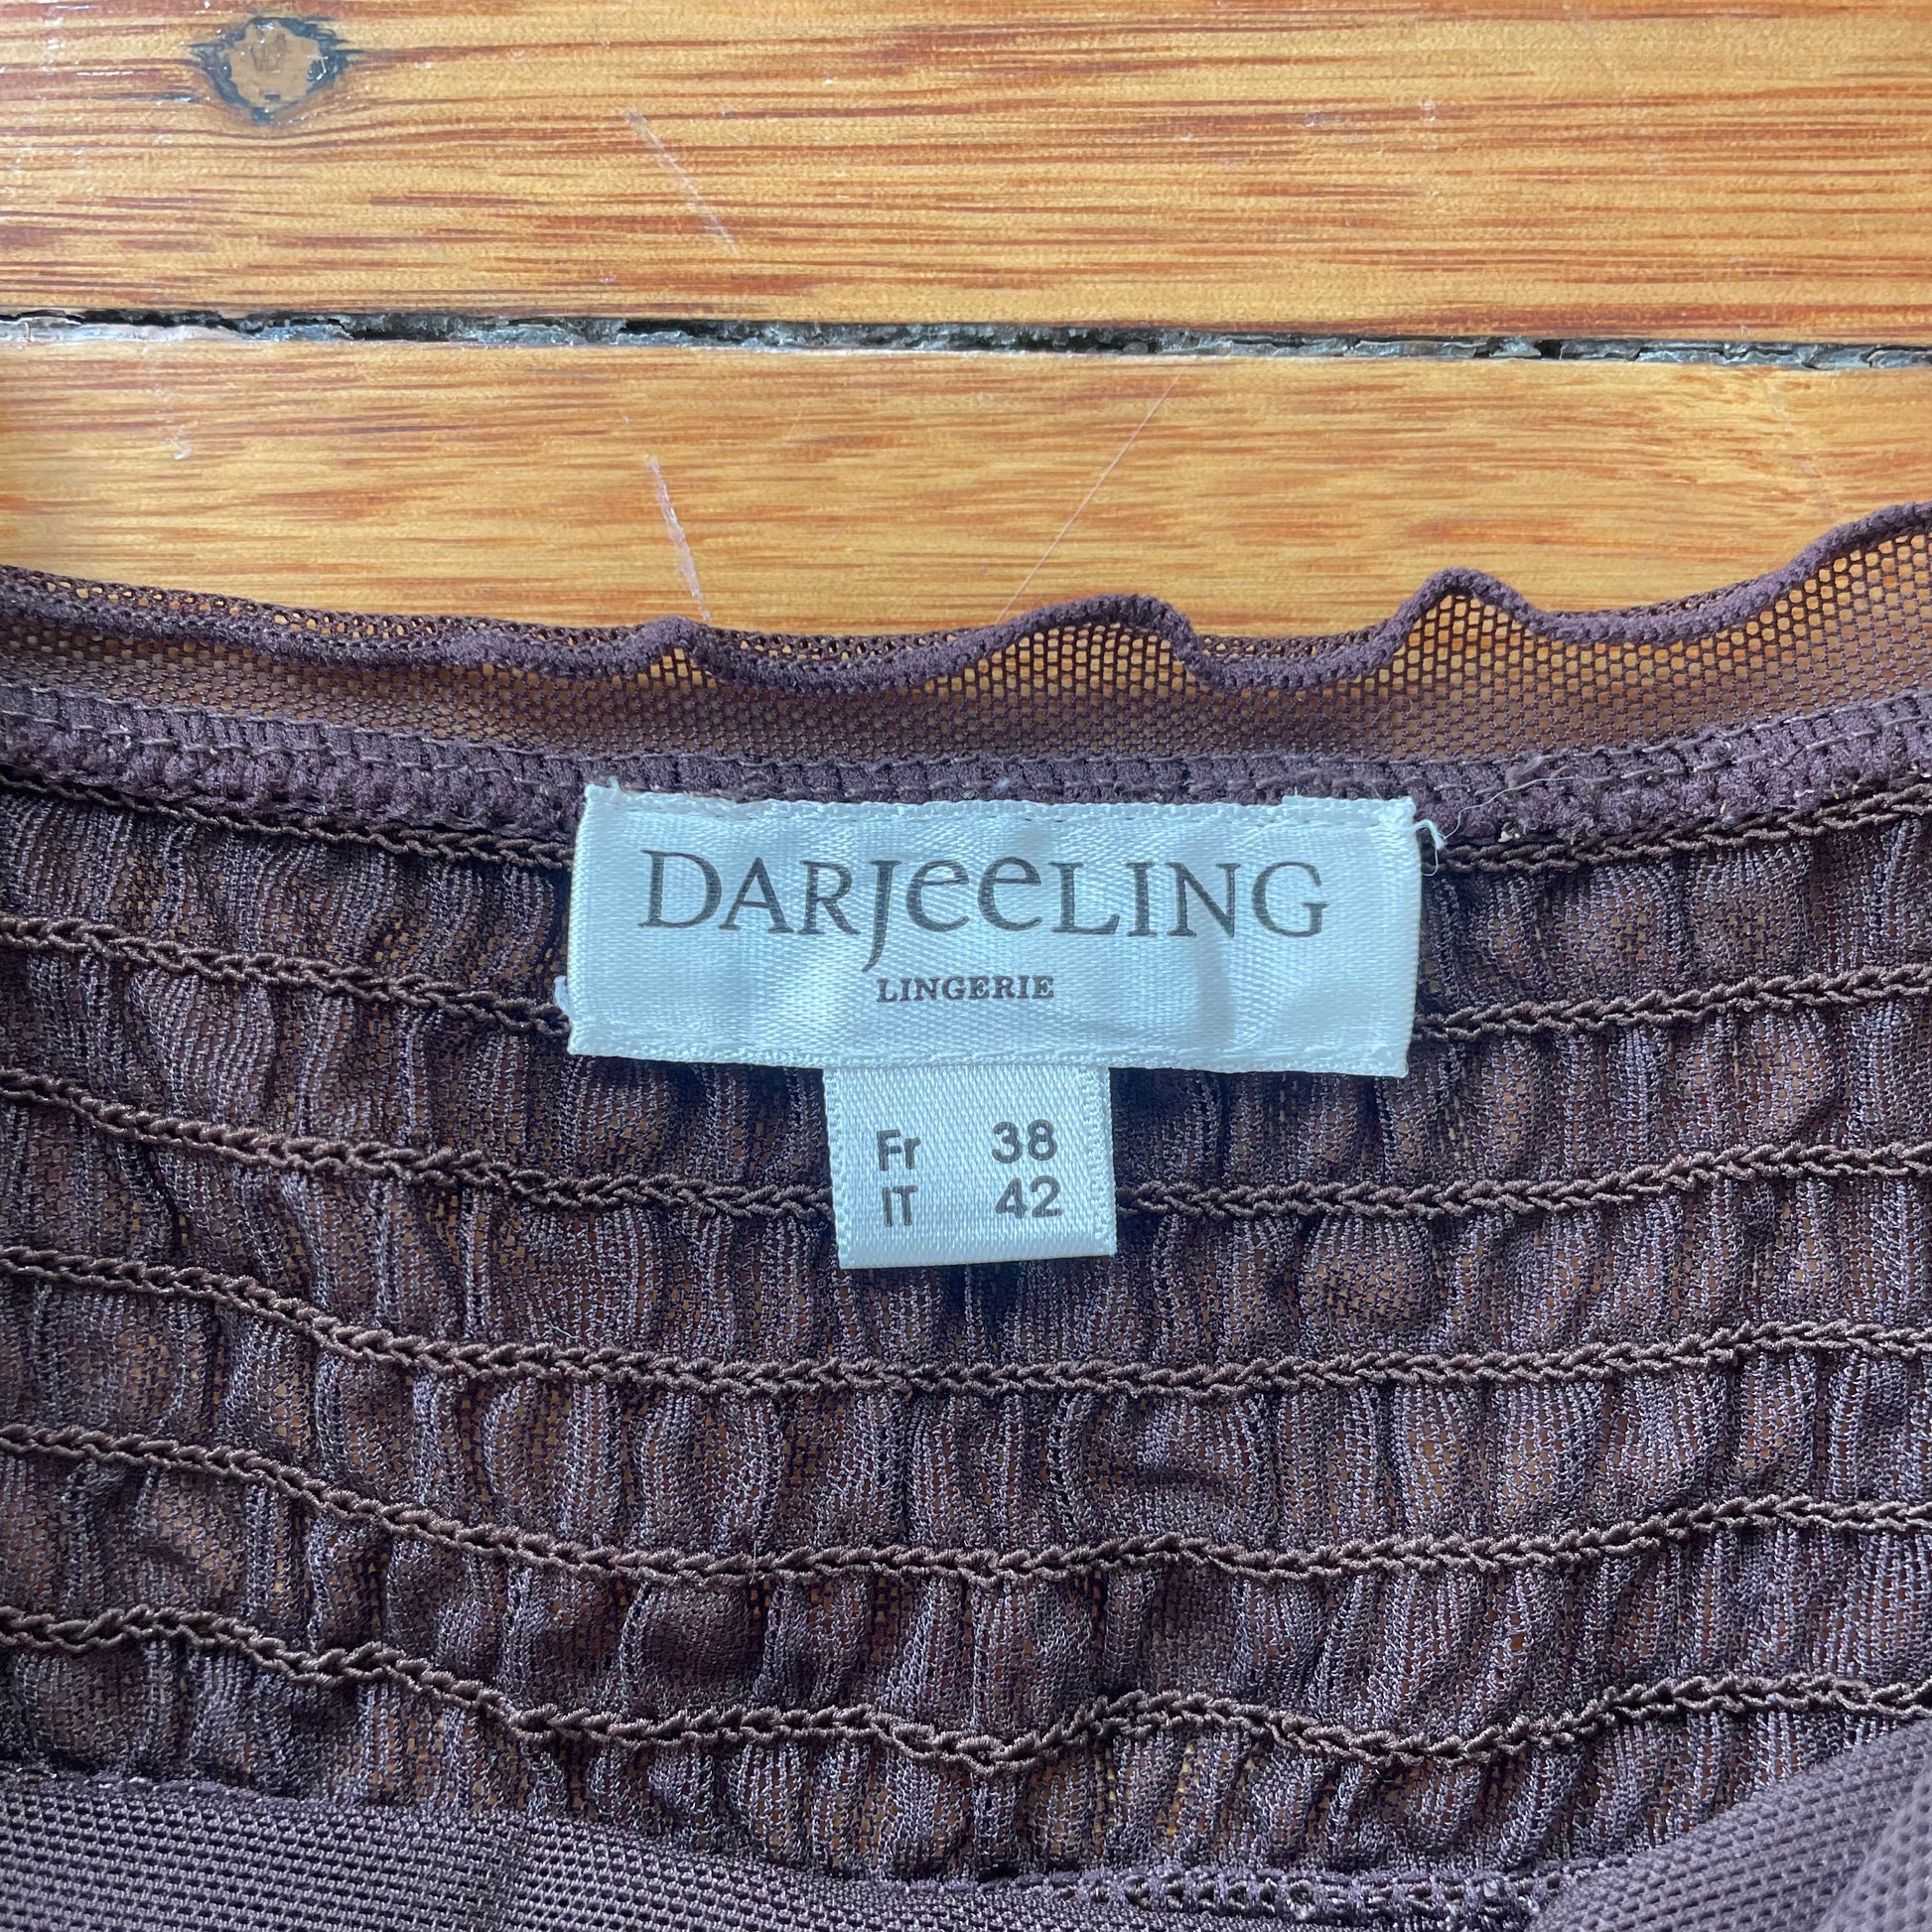 DARJeeLING
LINGERIE
Fr 38
IT 42